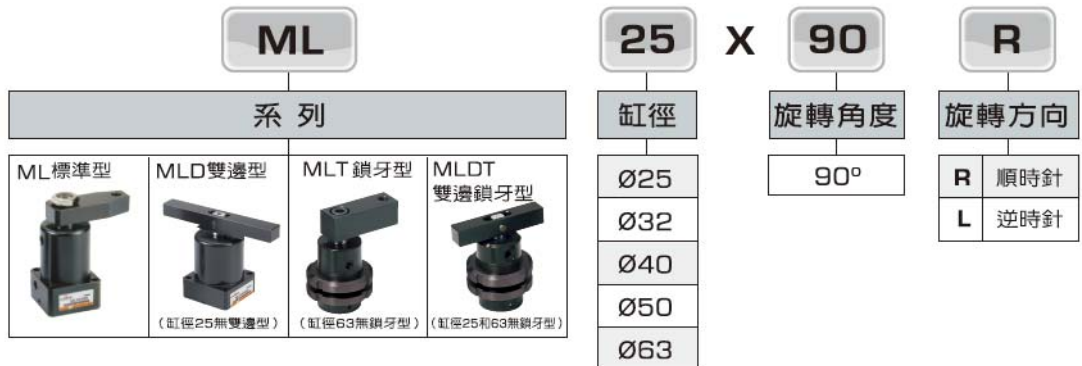 ML 25 X 90 R
系列 缸徑 旋轉角度 旋轉方向
ML標準型
MLD雙邊型
MLT鎖牙型
MLDT
雙邊鎖牙型
(缸徑25無雙邊型)
(缸徑63無鎖牙型)
(缸徑25和63無鎖牙型)
Ø25
Ø32
Ø40
Ø50
Ø63
90º
R 順時針
L 逆時針